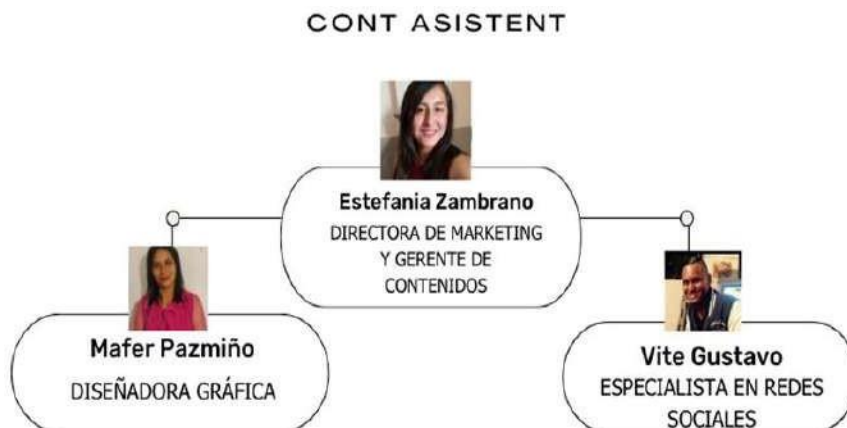 CONT ASISTENT
Estefania Zambrano
DIRECTORA DE MARKETING
Y GERENTE DE
CONTENIDOS
Mafer Pazmiño
DISEÑADORA GRÁFICA
Vite Gustavo
ESPECIALISTA EN REDES
SOCIALES